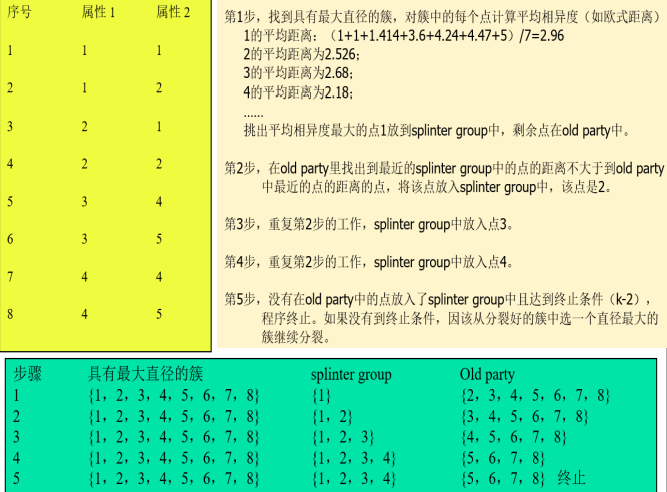 序号 属性 1 属性 2
1 1 1
2 1 2
3 2 1
4 2 2
5 3 4
6 3 5
7 4 4
8 4 5
第1步，找到具有最大直径的簇，对簇中的每个点计算平均相异度（如欧式距离）
1的平均距离：（1+1+1.414+3.6+4.24+4.47+5）/7=2.96
2的平均距离为2.526；
3的平均距离为2.68；
4的平均距离为2.18；
……
挑出平均相异度最大的点1放到splinter group中，剩余点在old party中。
第2步，在old party里找出到最近的splinter group中的点的距离不大于到old party
中最近的点的距离的点，将该点放入splinter group中，该点是2。
第3步，重复第2步的工作，splinter group中放入点3。
第4步，重复第2步的工作，splinter group中放入点4。
第5步，没有在old party中的点放入了splinter group中且达到终止条件（k-2），
程序终止。如果没有到终止条件，因该从分裂好的簇中选一个直径最大的
簇继续分裂。
步骤 具有最大直径的簇 splinter group Old party
1 {1，2，3，4，5，6，7，8} {1} {2，3，4，5，6，7，8}
2 {1，2，3，4，5，6，7，8} {1，2} {3，4，5，6，7，8}
3 {1，2，3，4，5，6，7，8} {1，2，3} {4，5，6，7，8}
4 {1，2，3，4，5，6，7，8} {1，2，3，4} {5，6，7，8}
5 {1，2，3，4，5，6，7，8} {1，2，3，4} {5，6，7，8} 终止